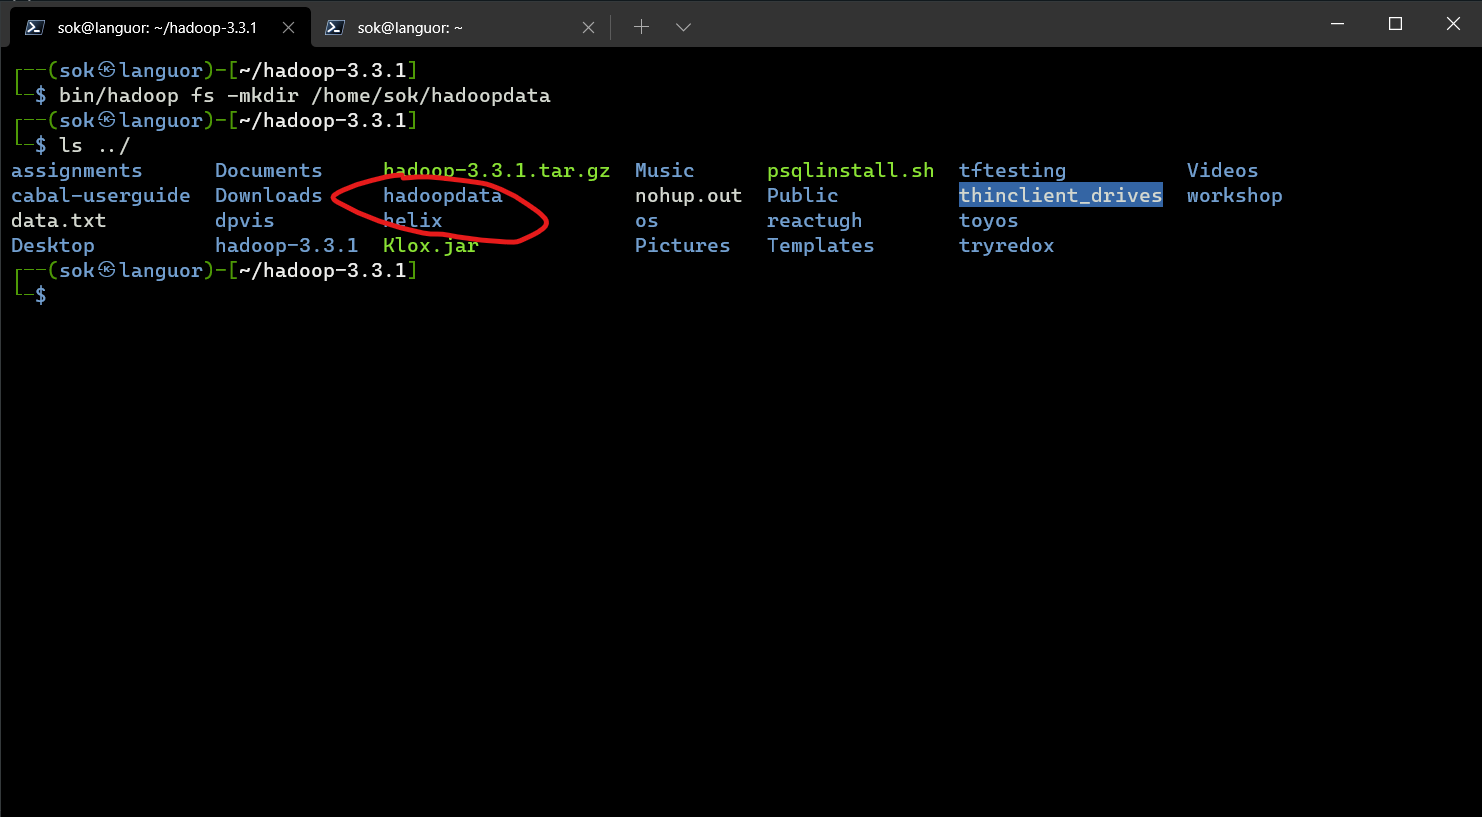 sok@languor: ~/hadoop-3.3.1 sok@languor: ~
┌──(sok㉿languor)-[~/hadoop-3.3.1]
└─$ bin/hadoop fs -mkdir /home/sok/hadoopdata
┌──(sok㉿languor)-[~/hadoop-3.3.1]
└─$ ls ../
assignments Documents hadoop-3.3.1.tar.gz Music psqlinstall.sh tftesting Videos
cabal-userguide Downloads hadoopdata nohup.out Public thinclient_drives workshop
data.txt dpvis helix os reactugh toyos
Desktop hadoop-3.3.1 Klox.jar Pictures Templates tryredox
┌──(sok㉿languor)-[~/hadoop-3.3.1]
└─$